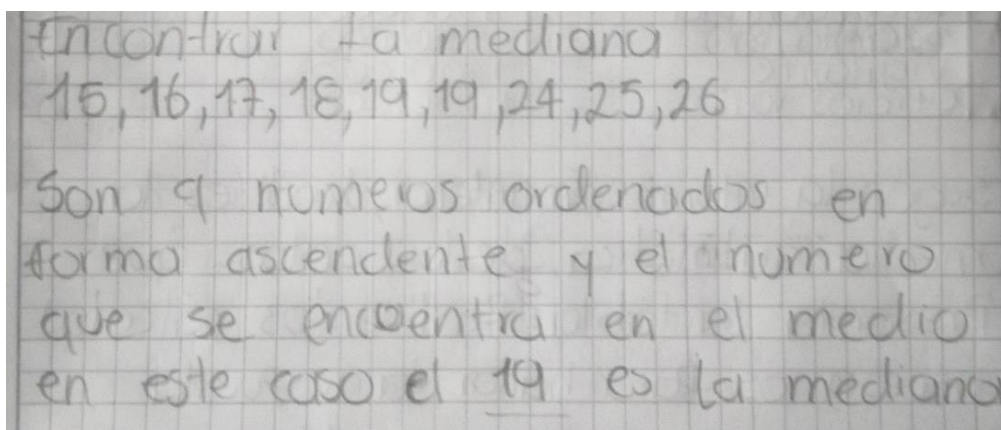 Encontrar la mediana
15, 16, 17, 18, 19, 19, 24, 25, 26
Son 9 numeros ordenados en
forma ascendente y el numero
que se encuentra en el medio
en este caso el 19 es la mediana